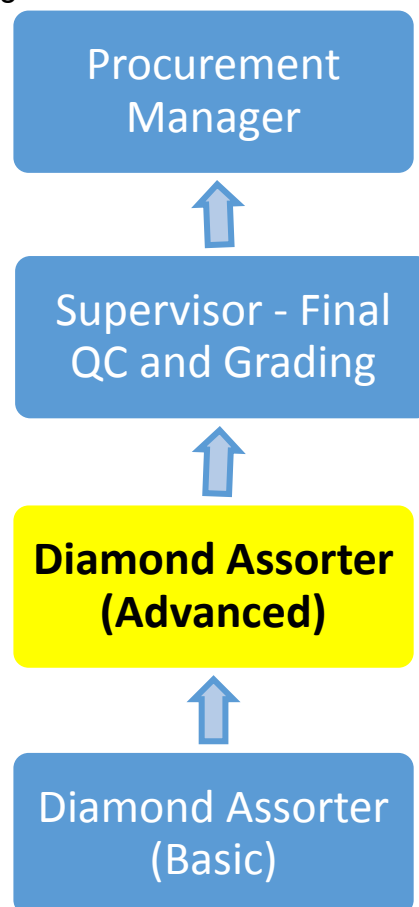 Procurement
Manager
Supervisor - Final
QC and Grading
Diamond Assorter
(Advanced)
Diamond Assorter
(Basic)